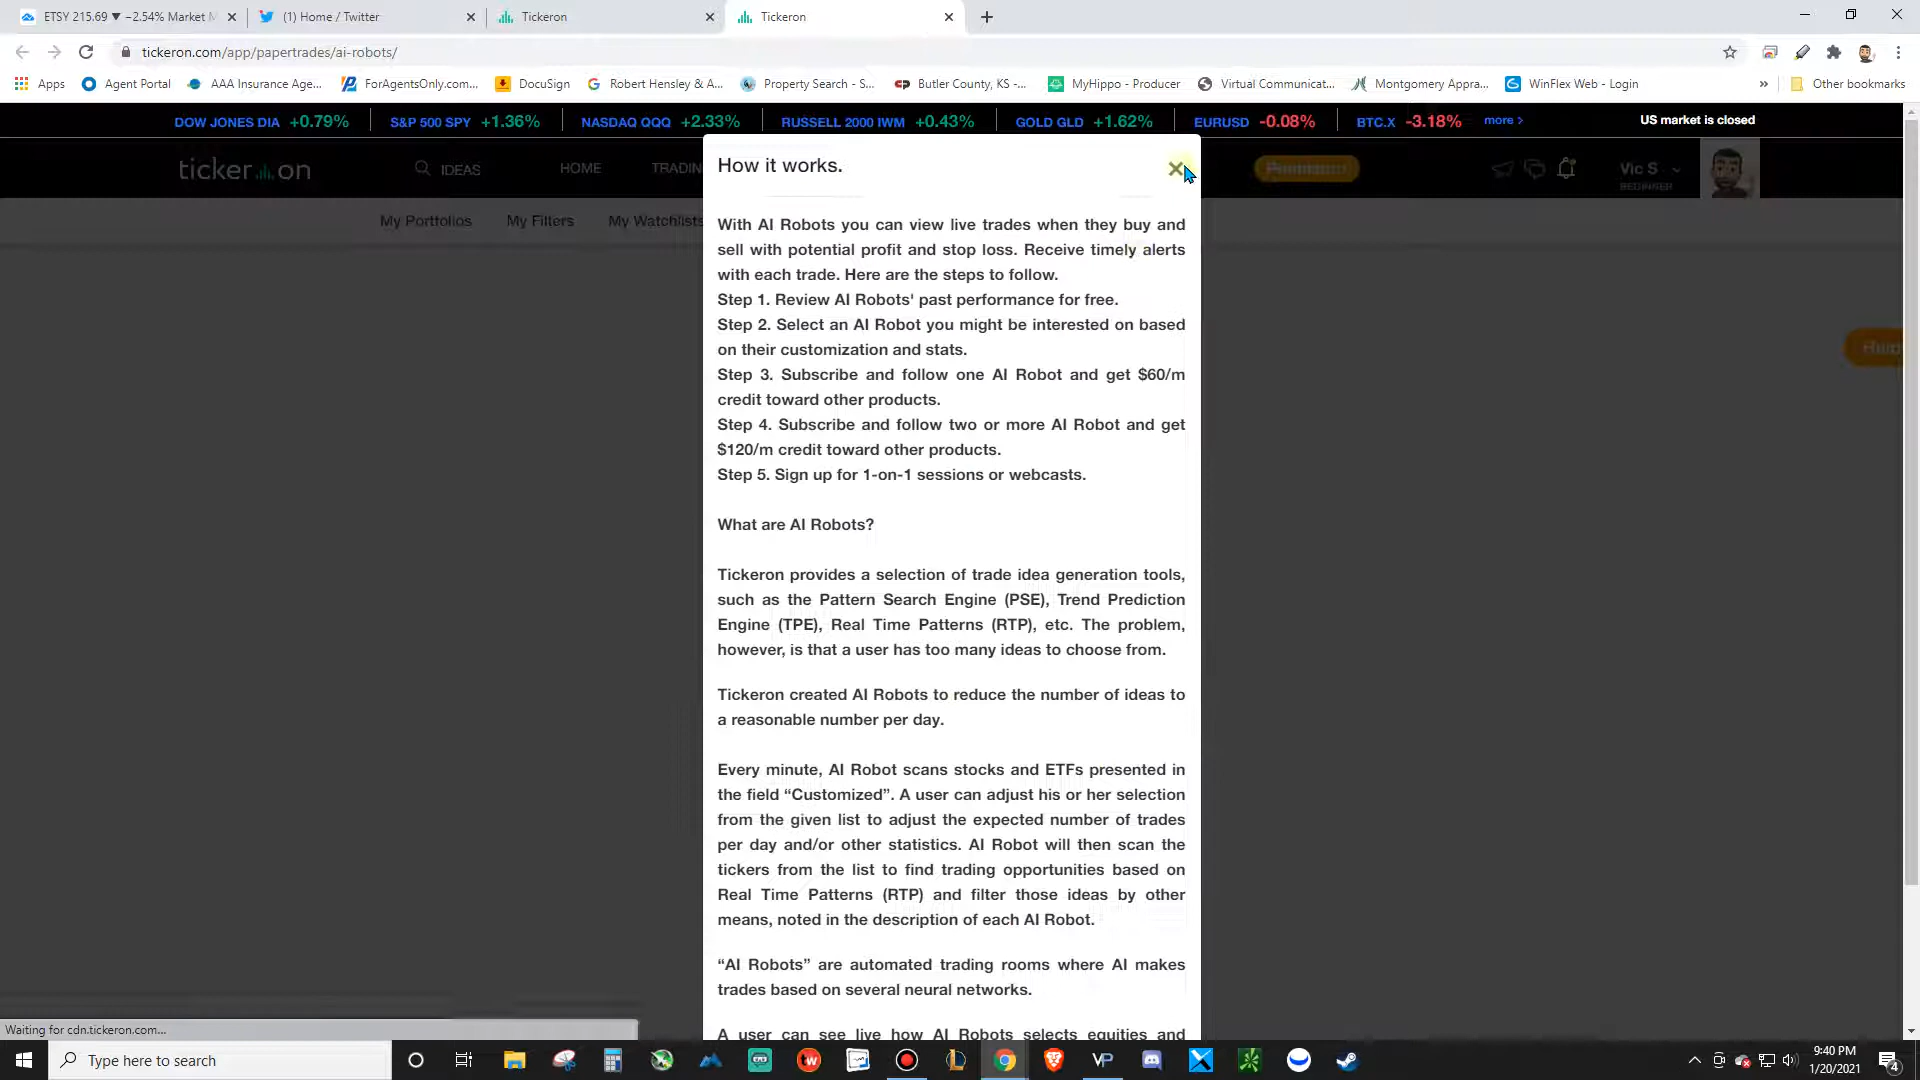 ETSY 215.69 ▼ −2.54% Market
(1) Home / Twitter
Tickeron
Tickeron
tickeron.com/app/papertrades/ai-robots/
Apps
Agent Portal
AAA Insurance Age...
ForAgentsOnly.com...
DocuSign
Robert Hensley & A...
Property Search - S...
Butler County, KS -...
MyHippo - Producer
Virtual Communicat...
Montgomery Appra...
WinFlex Web - Login
»
Other bookmarks
DOW JONES DIA +0.79%
S&P 500 SPY +1.36%
NASDAQ QQQ +2.33%
RUSSELL 2000 IWM +0.43%
GOLD GLD +1.62%
EURUSD -0.08%
BTC.X -3.18%
more >
US market is closed
tickeron
IDEAS
HOME
TRADIN
Vic S
BEGINNER
My Portfolios
My Filters
My Watchlists
How it works.
With AI Robots you can view live trades when they buy and
sell with potential profit and stop loss. Receive timely alerts
with each trade. Here are the steps to follow.
Step 1. Review AI Robots' past performance for free.
Step 2. Select an AI Robot you might be interested on based
on their customization and stats.
Step 3. Subscribe and follow one AI Robot and get $60/m
credit toward other products.
Step 4. Subscribe and follow two or more AI Robot and get
$120/m credit toward other products.
Step 5. Sign up for 1-on-1 sessions or webcasts.
What are AI Robots?
Tickeron provides a selection of trade idea generation tools,
such as the Pattern Search Engine (PSE), Trend Prediction
Engine (TPE), Real Time Patterns (RTP), etc. The problem,
however, is that a user has too many ideas to choose from.
Tickeron created AI Robots to reduce the number of ideas to
a reasonable number per day.
Every minute, AI Robot scans stocks and ETFs presented in
the field “Customized”. A user can adjust his or her selection
from the given list to adjust the expected number of trades
per day and/or other statistics. AI Robot will then scan the
tickers from the list to find trading opportunities based on
Real Time Patterns (RTP) and filter those ideas by other
means, noted in the description of each AI Robot.
“AI Robots” are automated trading rooms where AI makes
trades based on several neural networks.
A user can see live how AI Robots selects equities and
Waiting for cdn.tickeron.com...
Type here to search
VP
9:40 PM
1/20/2021
4